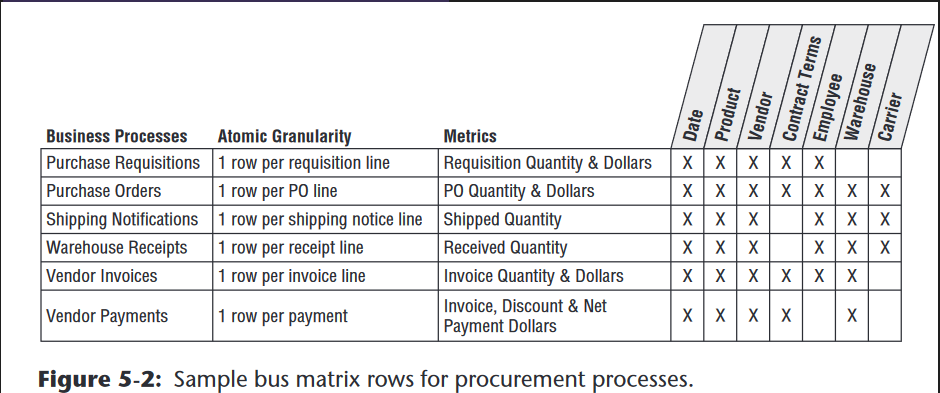 Business Processes Atomic Granularity Metrics Date Product Vendor Contract Terms Employee Warehouse Carrier
Purchase Requisitions 1 row per requisition line Requisition Quantity & Dollars X X X X X
Purchase Orders 1 row per PO line PO Quantity & Dollars X X X X X X X
Shipping Notifications 1 row per shipping notice line Shipped Quantity X X X X X X
Warehouse Receipts 1 row per receipt line Received Quantity X X X X X X
Vendor Invoices 1 row per invoice line Invoice Quantity & Dollars X X X X X X
Vendor Payments 1 row per payment Invoice, Discount & Net
Payment Dollars X X X X X
Figure 5-2: Sample bus matrix rows for procurement processes.